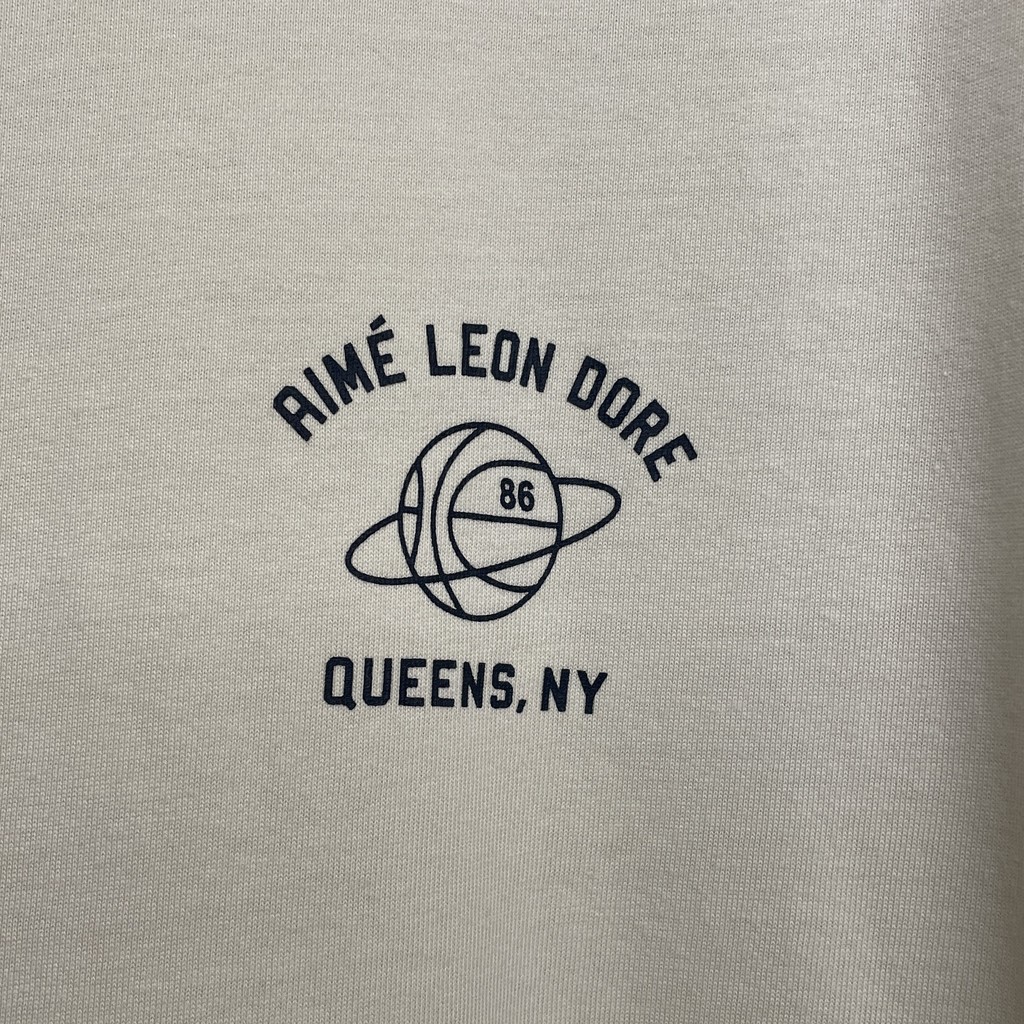 AIMÉ LEON DORE
86
QUEENS, NY